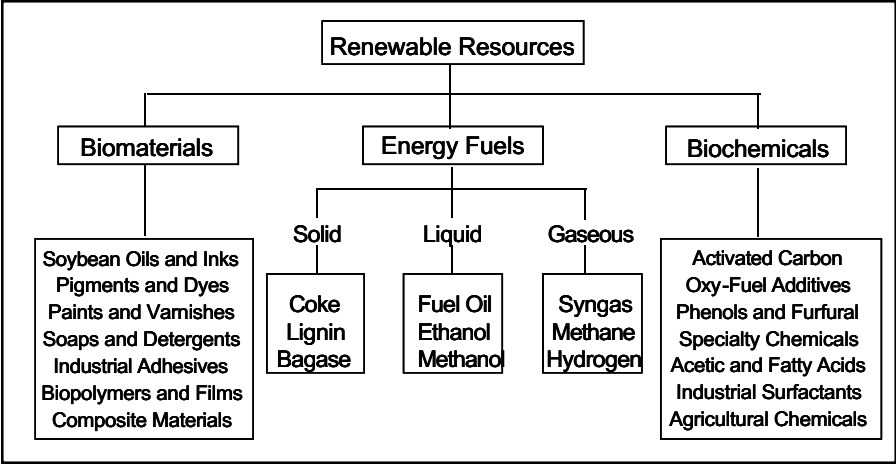 Renewable Resources
Biomaterials
Energy Fuels
Biochemicals
Solid
Liquid
Gaseous
Soybean Oils and Inks
Pigments and Dyes
Paints and Varnishes
Soaps and Detergents
Industrial Adhesives
Biopolymers and Films
Composite Materials
Coke
Lignin
Bagase
Fuel Oil
Ethanol
Methanol
Syngas
Methane
Hydrogen
Activated Carbon
Oxy-Fuel Additives
Phenols and Furfural
Specialty Chemicals
Acetic and Fatty Acids
Industrial Surfactants
Agricultural Chemicals